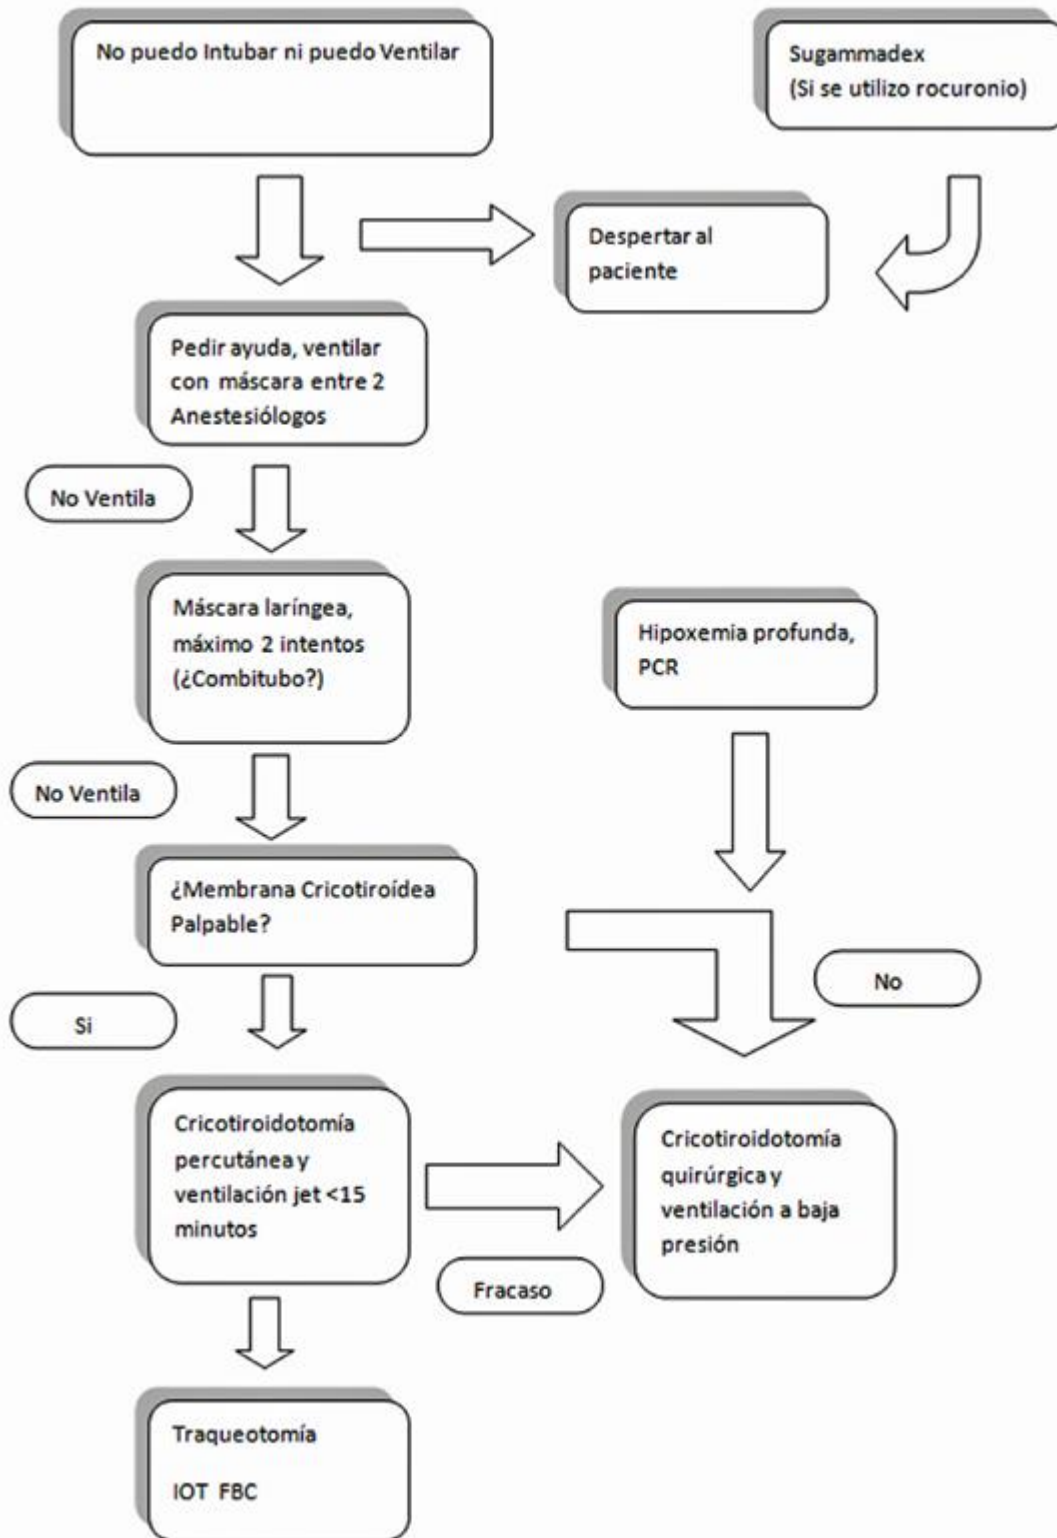 No puedo Intubar ni puedo Ventilar
Sugammadex
(Si se utilizo rocuronio)
Despertar al
paciente
Pedir ayuda, ventilar
con máscara entre 2
Anestesiólogos
No Ventila
Máscara laríngea,
máximo 2 intentos
(¿Combitubo?)
Hipoxemia profunda,
PCR
No Ventila
¿Membrana Cricotiroídea
Palpable?
No
Si
Cricotiroidotomía
percutánea y
ventilación jet <15
minutos
Cricotiroidotomía
quirúrgica y
ventilación a baja
presión
Fracaso
Traqueotomía
IOT FBC